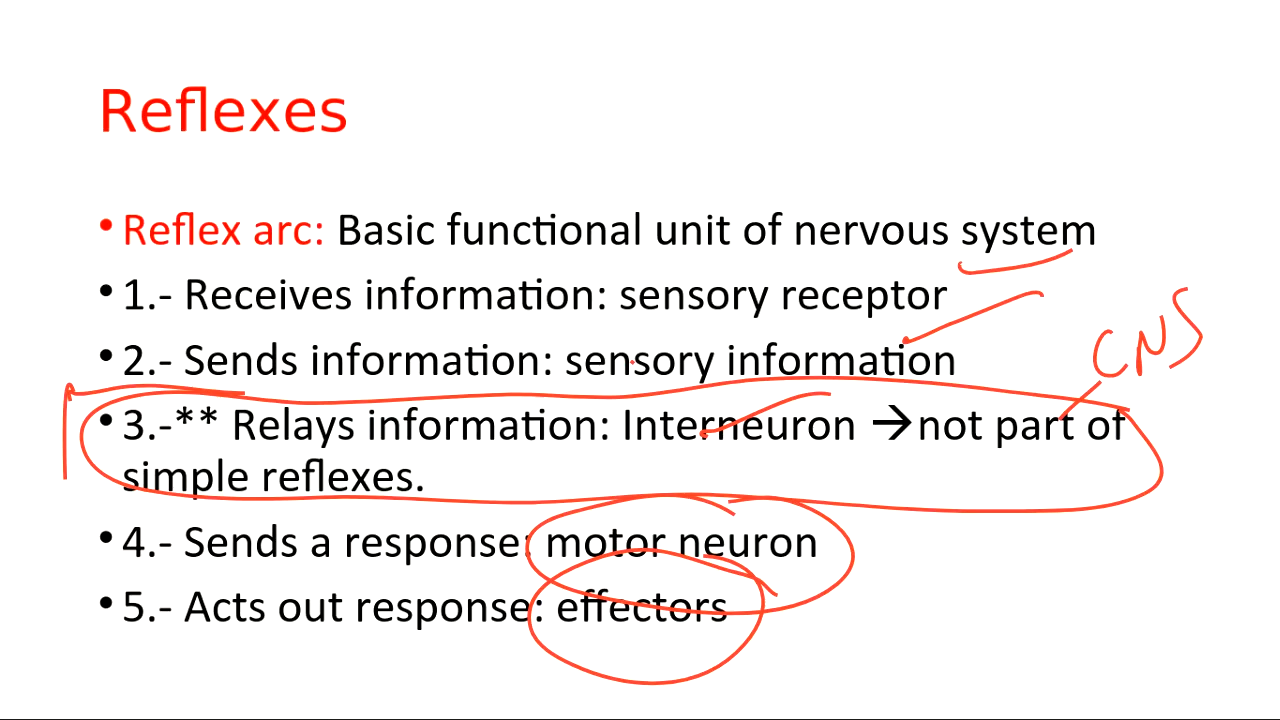 Reflexes
• Reflex arc: Basic functional unit of nervous system
• 1.- Receives information: sensory receptor
• 2.- Sends information: sensory information
CNS
• 3.-** Relays information: Interneuron →not part of
simple reflexes.
• 4.- Sends a response: motor neuron
• 5.- Acts out response: effectors